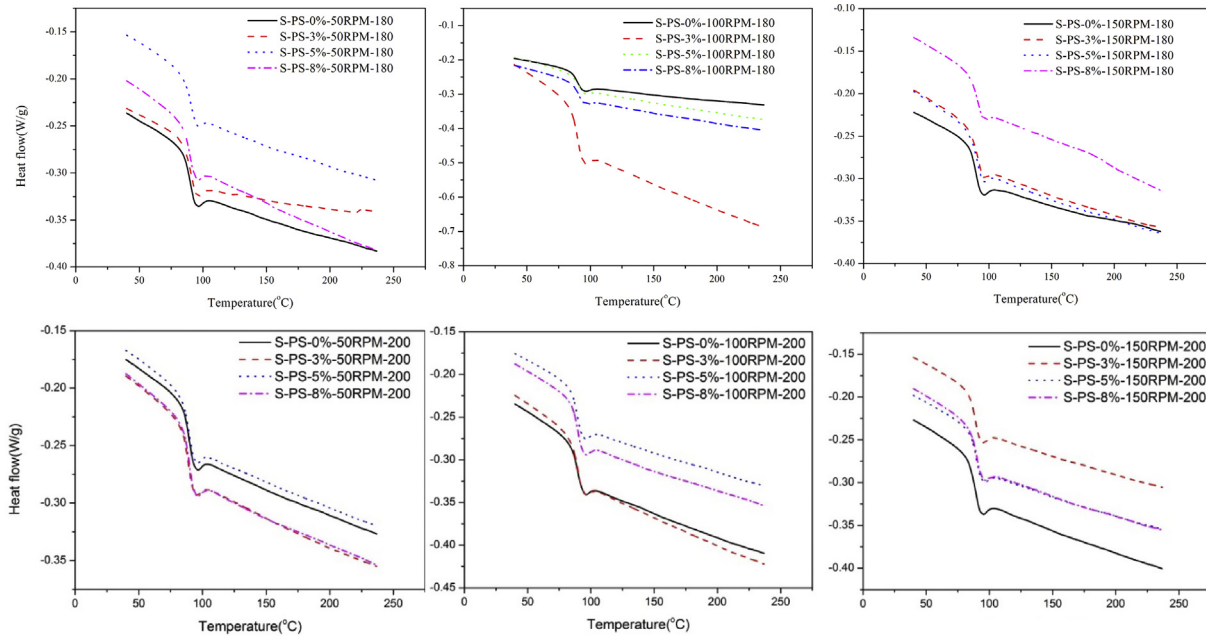 S-PS-0%-50RPM-180
S-PS-3%-50RPM-180
S-PS-5%-50RPM-180
S-PS-8%-50RPM-180
-0.15
-0.20
-0.25
-0.30
-0.35
-0.40
Heat flow(W/g)
0
50
100
150
200
250
Temperature(°C)
S-PS-0%-100RPM-180
S-PS-3%-100RPM-180
S-PS-5%-100RPM-180
S-PS-8%-100RPM-180
-0.1
-0.2
-0.3
-0.4
-0.5
-0.6
-0.7
-0.8
0
50
100
150
200
250
Temperature(°C)
S-PS-0%-150RPM-180
S-PS-3%-150RPM-180
S-PS-5%-150RPM-180
S-PS-8%-150RPM-180
-0.10
-0.15
-0.20
-0.25
-0.30
-0.35
-0.40
0
50
100
150
200
250
Temperature(°C)
S-PS-0%-50RPM-200
S-PS-3%-50RPM-200
S-PS-5%-50RPM-200
S-PS-8%-50RPM-200
-0.15
-0.20
-0.25
-0.30
-0.35
Heat flow(W/g)
0
50
100
150
200
250
Temperature(°C)
S-PS-0%-100RPM-200
S-PS-3%-100RPM-200
S-PS-5%-100RPM-200
S-PS-8%-100RPM-200
-0.15
-0.20
-0.25
-0.30
-0.35
-0.40
-0.45
0
50
100
150
200
250
Temperature(°C)
S-PS-0%-150RPM-200
S-PS-3%-150RPM-200
S-PS-5%-150RPM-200
S-PS-8%-150RPM-200
-0.15
-0.20
-0.25
-0.30
-0.35
-0.40
0
50
100
150
200
250
Temperature(°C)